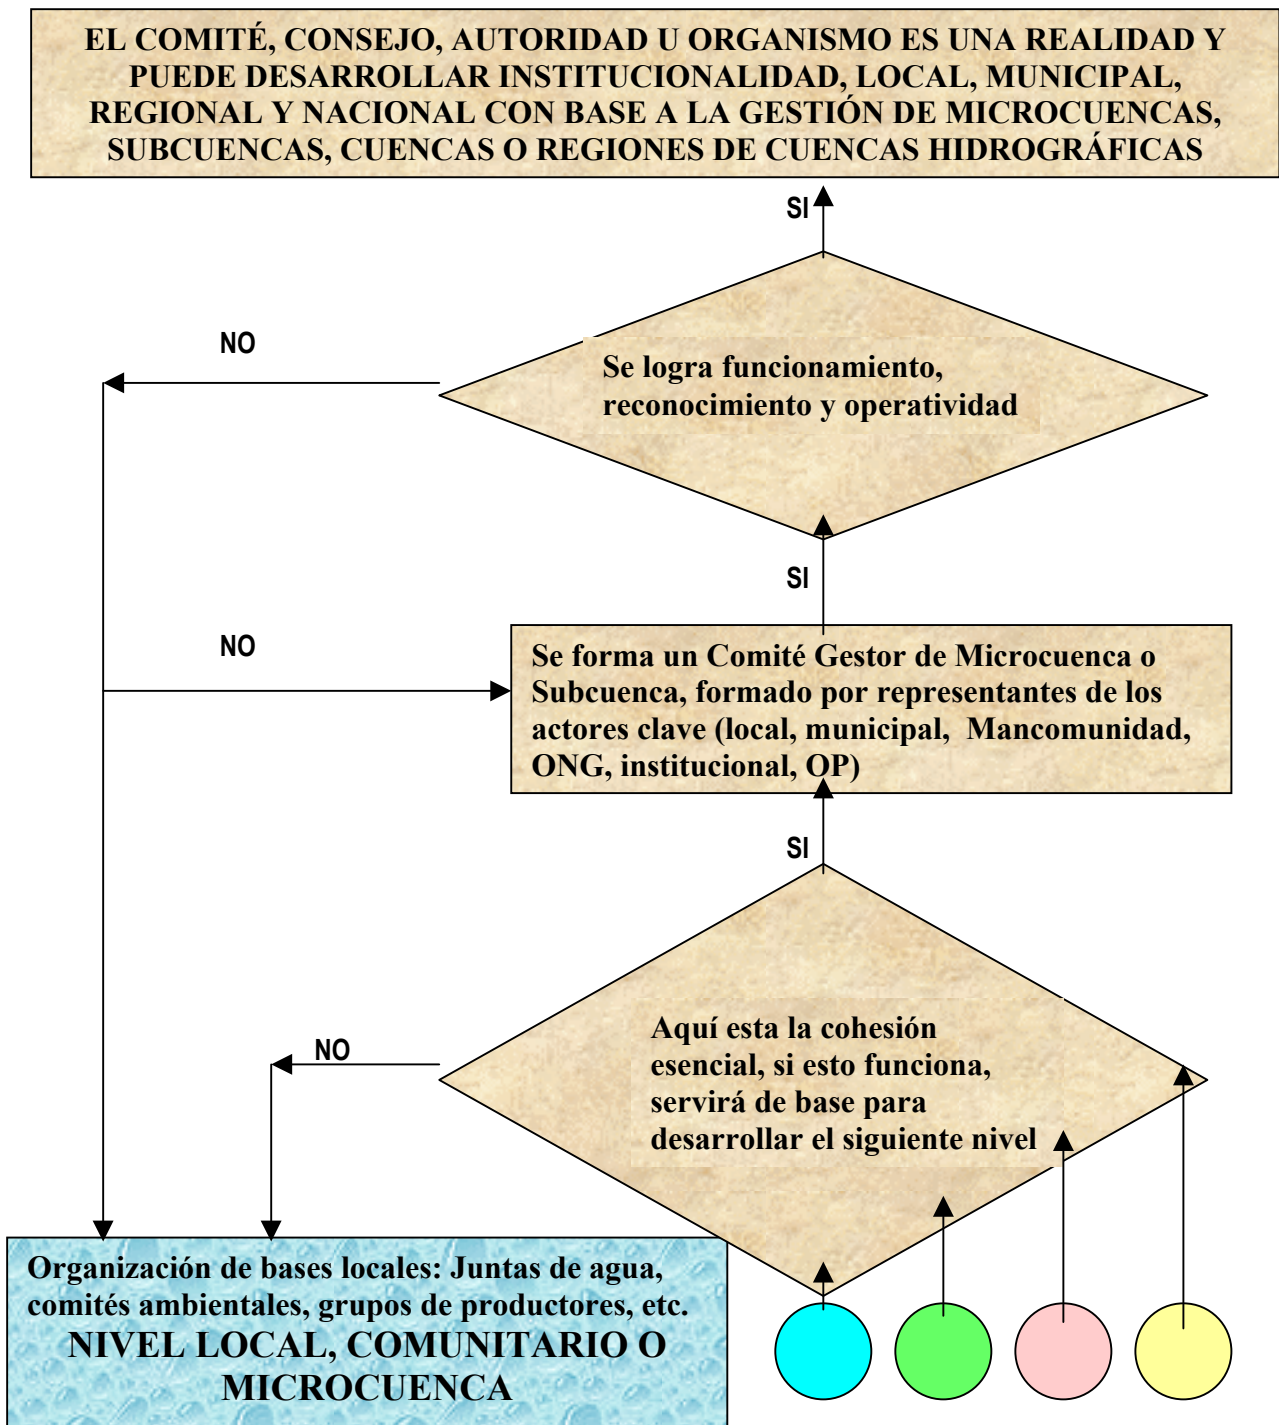 EL COMITÉ, CONSEJO, AUTORIDAD U ORGANISMO ES UNA REALIDAD Y
PUEDE DESARROLLAR INSTITUCIONALIDAD, LOCAL, MUNICIPAL,
REGIONAL Y NACIONAL CON BASE A LA GESTIÓN DE MICROCUENCAS,
SUBCUENCAS, CUENCAS O REGIONES DE CUENCAS HIDROGRÁFICAS
SI
NO
Se logra funcionamiento,
reconocimiento y operatividad
SI
NO
Se forma un Comité Gestor de Microcuenca o
Subcuenca, formado por representantes de los
actores clave (local, municipal, Mancomunidad,
ONG, institucional, OP)
SI
NO
Aquí esta la cohesión
esencial, si esto funciona,
servirá de base para
desarrollar el siguiente nivel
Organización de bases locales: Juntas de agua,
comités ambientales, grupos de productores, etc.
NIVEL LOCAL, COMUNITARIO O
MICROCUENCA